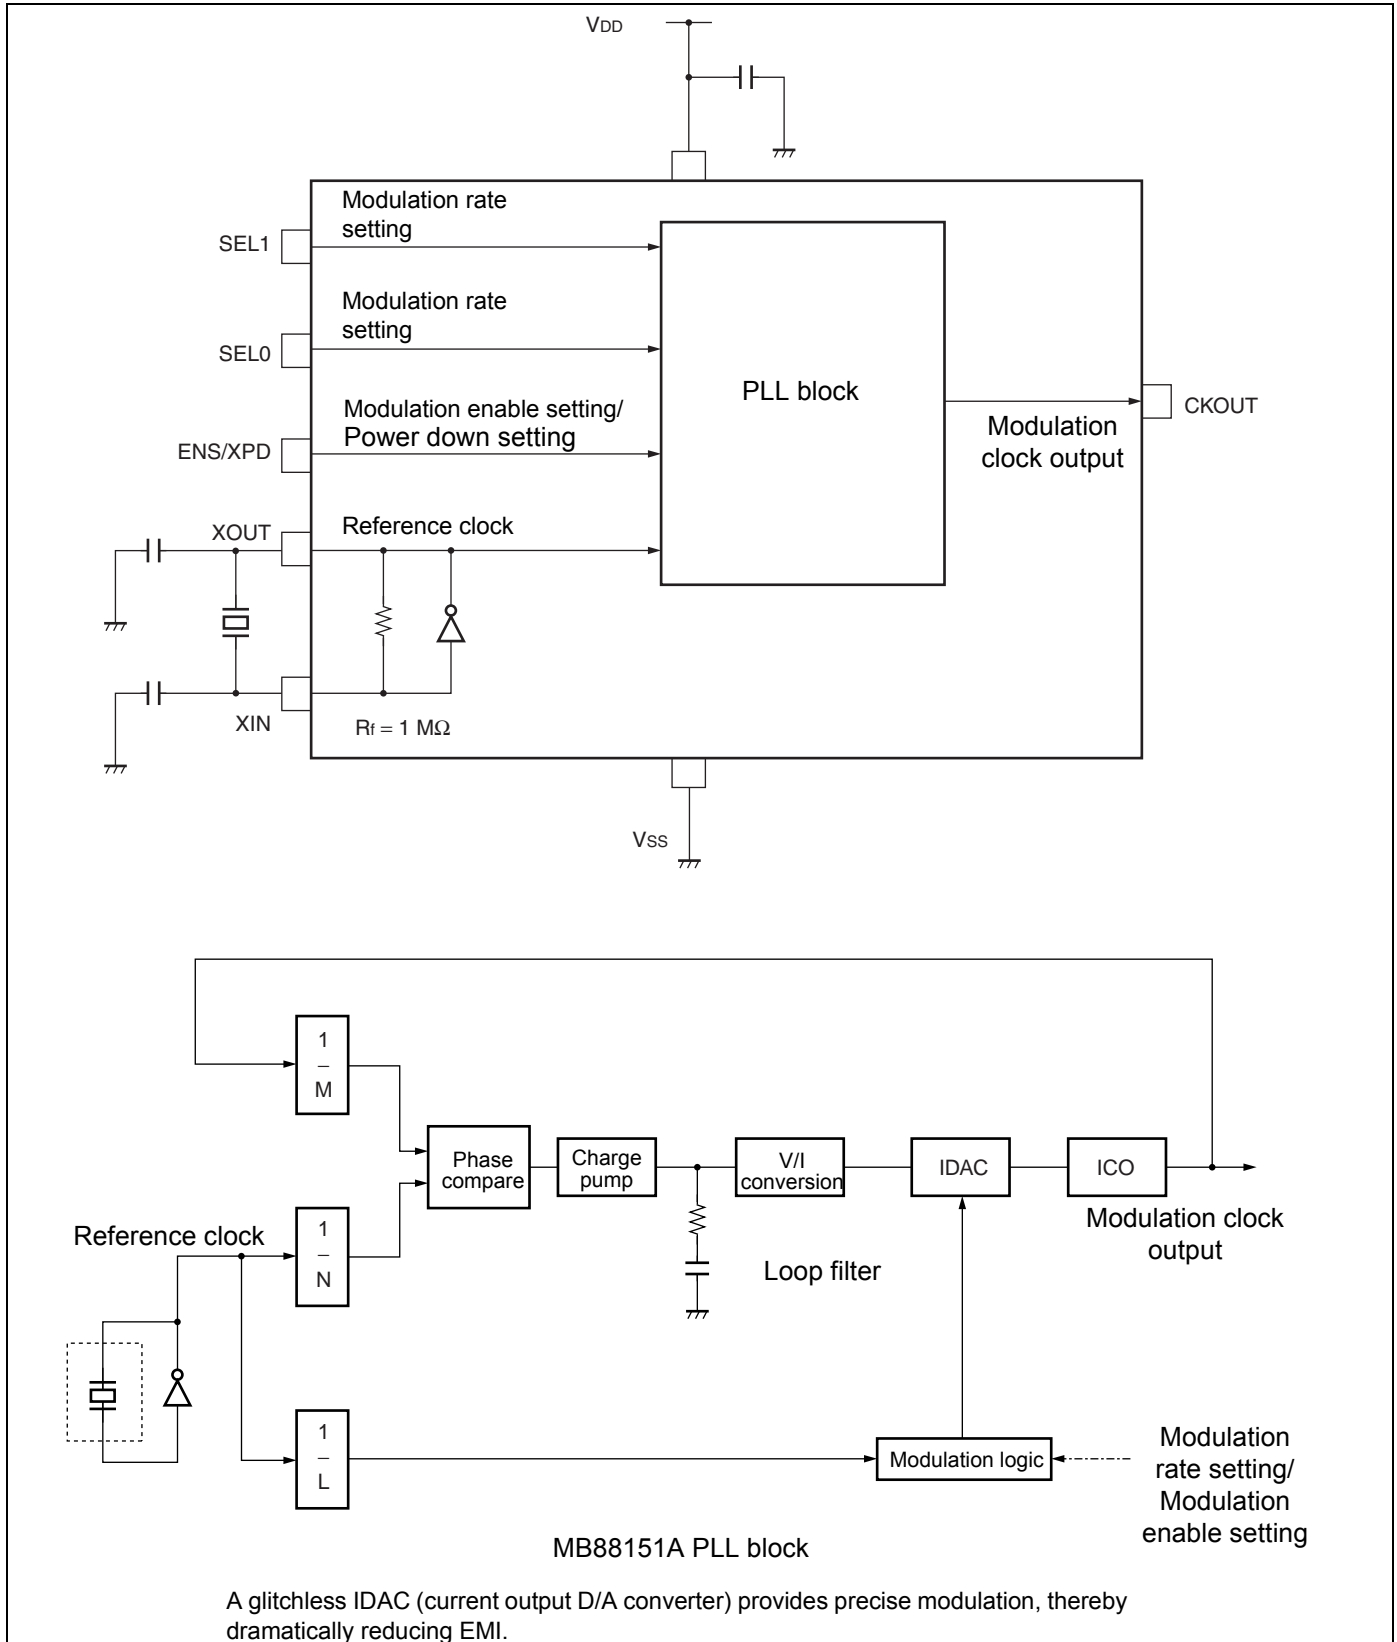 VDD
Modulation rate
setting
SEL1
Modulation rate
setting
SEL0
PLL block
Modulation enable setting/
Power down setting
ENS/XPD
CKOUT
Modulation
clock output
XOUT
Reference clock
XIN
Rf = 1 MΩ
VSS
1
–
M
Phase
compare
Charge
pump
V/I
conversion
IDAC
ICO
Reference clock
1
–
N
Modulation clock
output
Loop filter
1
–
L
Modulation logic
Modulation
rate setting/
Modulation
enable setting
MB88151A PLL block
A glitchless IDAC (current output D/A converter) provides precise modulation, thereby
dramatically reducing EMI.